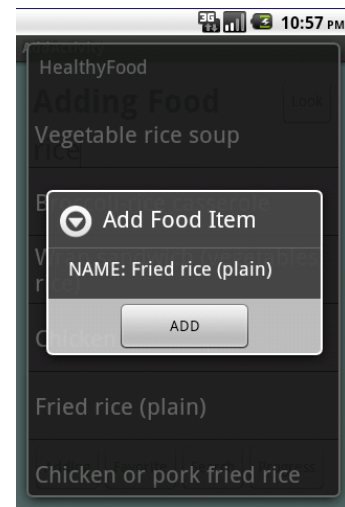 3G 10:57 PM
HealthyFood
Adding Food Look
Vegetable rice soup
rice
Add Food Item
NAME: Fried rice (plain)
ADD
Chicken
Fried rice (plain)
Chicken or pork fried rice